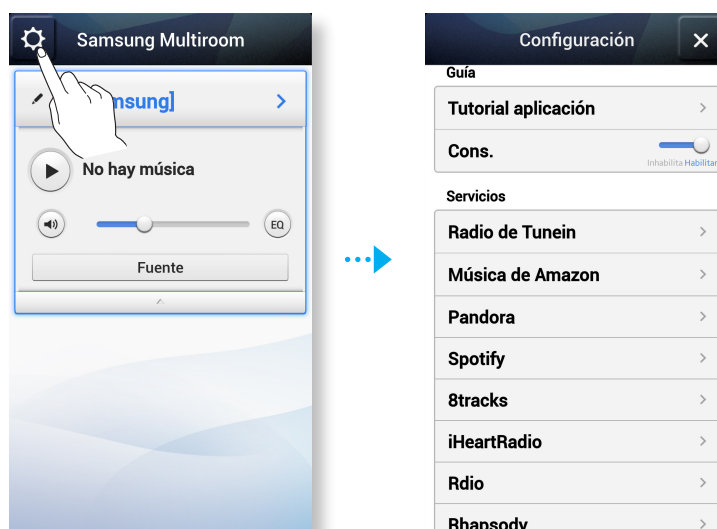 Samsung Multiroom
msung]
No hay música
EQ
Fuente
Configuración
Guía
Tutorial aplicación
Cons.
Inhabilita Habilitar
Servicios
Radio de Tunein
Música de Amazon
Pandora
Spotify
8tracks
iHeartRadio
Rdio
Rhapsody